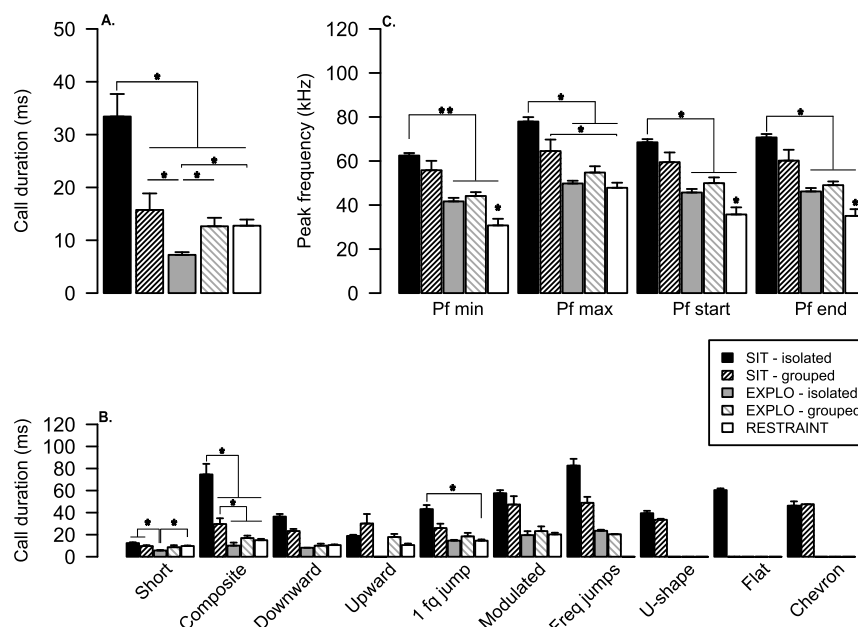 A.
Call duration (ms)
50
40
30
20
10
0
*
*
*
*
C.
Peak frequency (kHz)
120
100
80
60
40
20
0
**
*
*
*
*
*
*
*
Pf min
Pf max
Pf start
Pf end
SIT - isolated
SIT - grouped
EXPLO - isolated
EXPLO - grouped
RESTRAINT
B.
Call duration (ms)
120
100
80
60
40
20
0
*
*
*
*
*
Short
Composite
Downward
Upward
1 fq jump
Modulated
Freq jumps
U-shape
Flat
Chevron